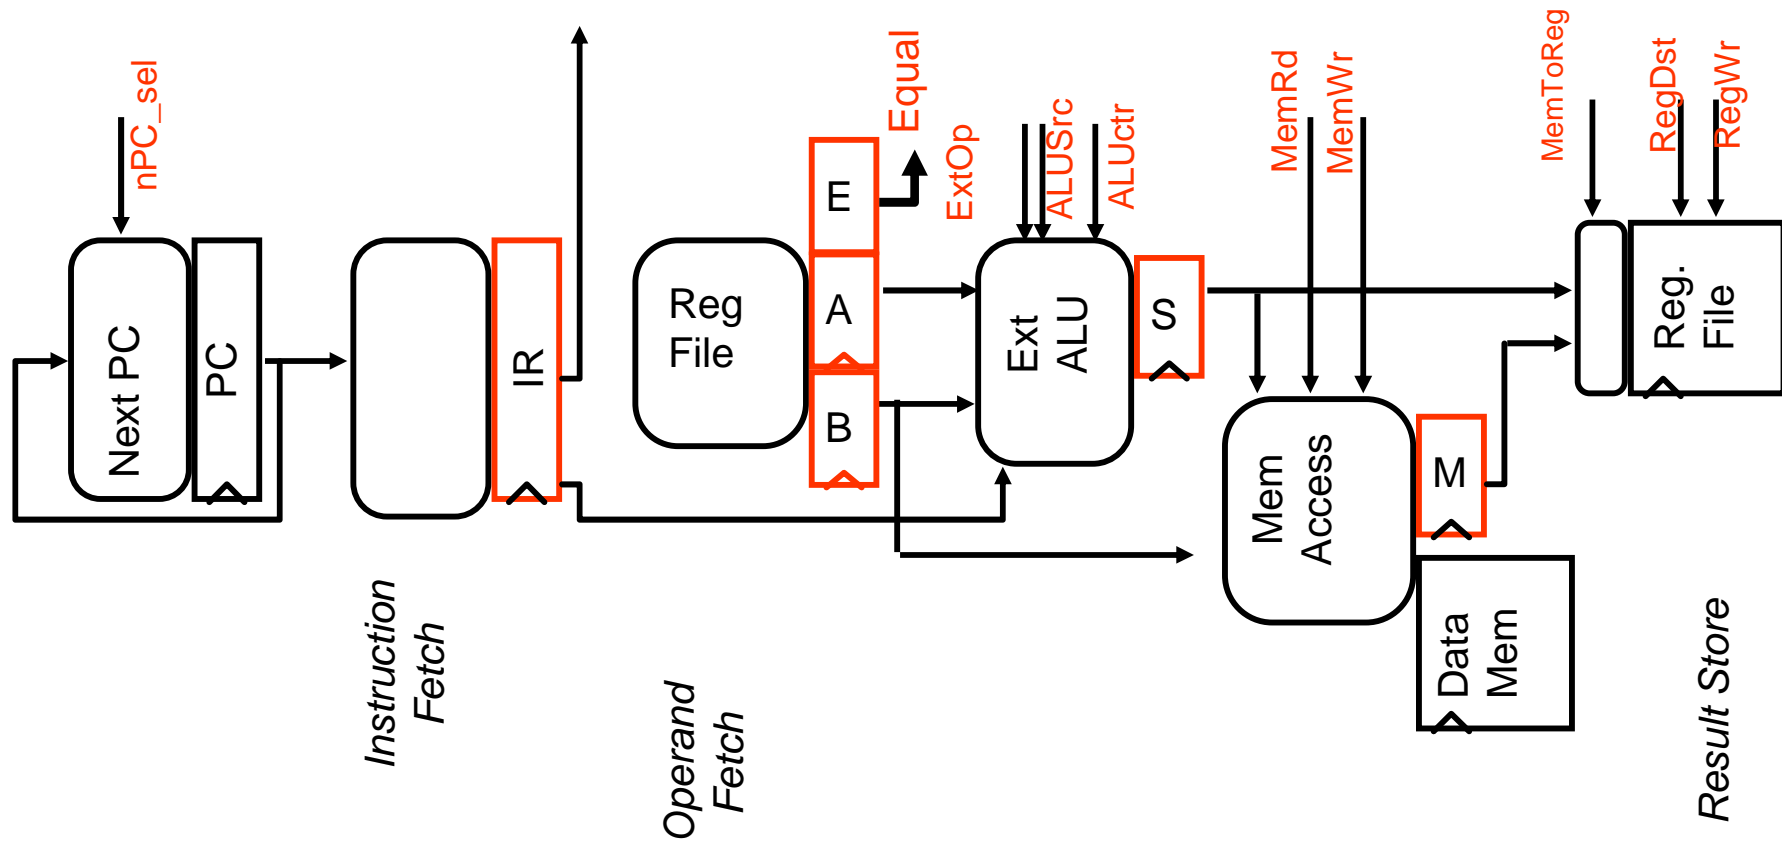 nPC_sel
Next PC
PC
IR
Reg
File
E
A
B
Equal
ExtOp
ALUSrc
ALUctr
Ext
ALU
S
MemRd
MemWr
Mem
Access
M
Data
Mem
MemToReg
RegDst
RegWr
Reg.
File
Instruction
Fetch
Operand
Fetch
Result Store